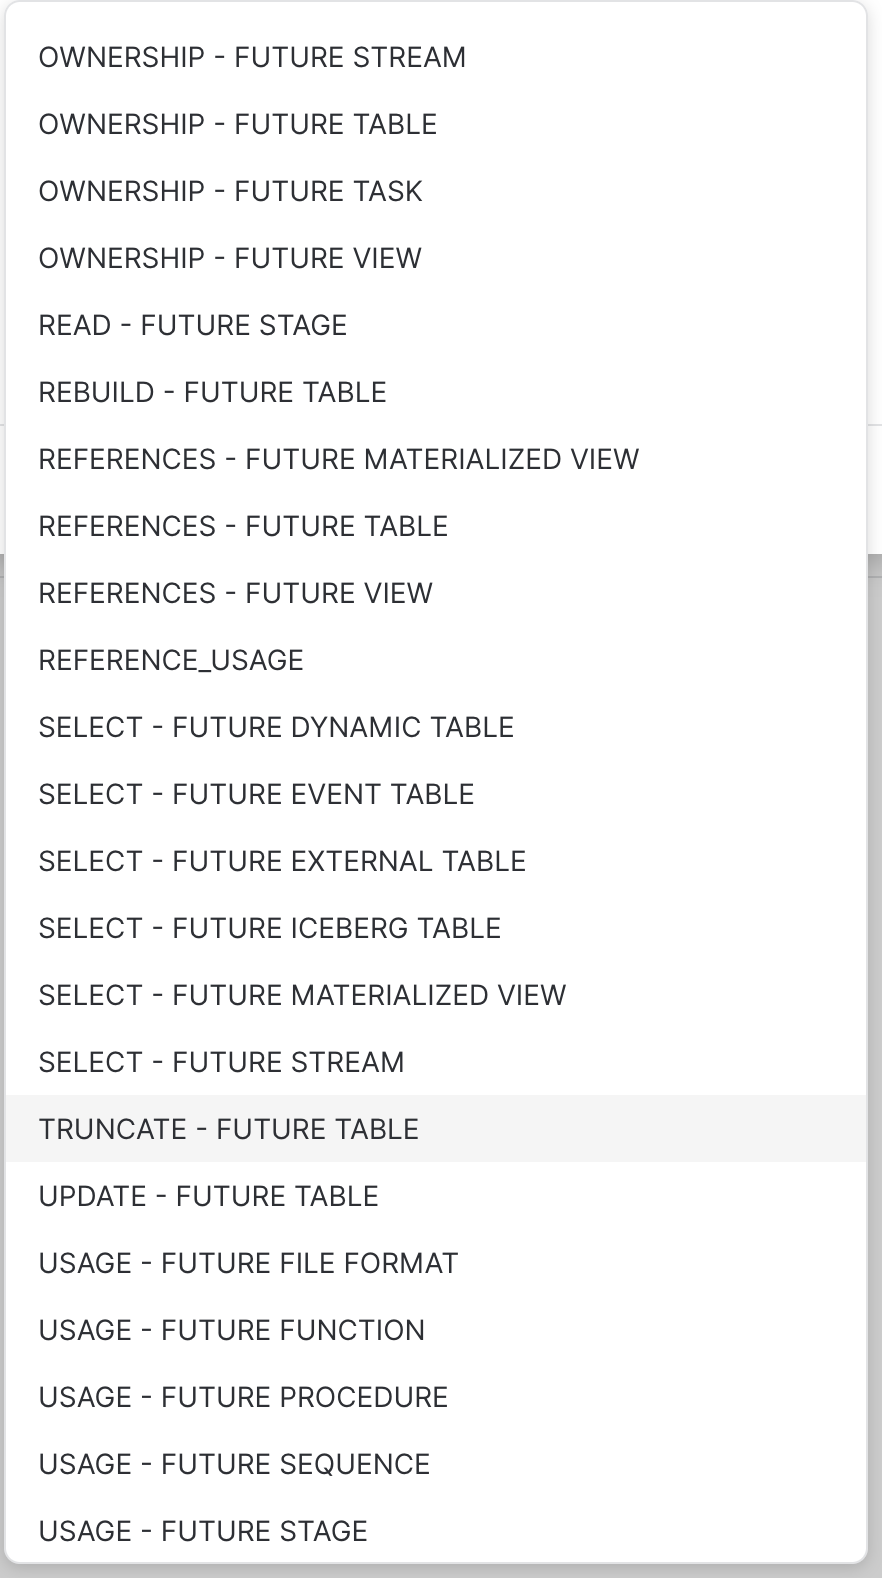 OWNERSHIP - FUTURE STREAM
OWNERSHIP - FUTURE TABLE
OWNERSHIP - FUTURE TASK
OWNERSHIP - FUTURE VIEW
READ - FUTURE STAGE
REBUILD - FUTURE TABLE
REFERENCES - FUTURE MATERIALIZED VIEW
REFERENCES - FUTURE TABLE
REFERENCES - FUTURE VIEW
REFERENCE_USAGE
SELECT - FUTURE DYNAMIC TABLE
SELECT - FUTURE EVENT TABLE
SELECT - FUTURE EXTERNAL TABLE
SELECT - FUTURE ICEBERG TABLE
SELECT - FUTURE MATERIALIZED VIEW
SELECT - FUTURE STREAM
TRUNCATE - FUTURE TABLE
UPDATE - FUTURE TABLE
USAGE - FUTURE FILE FORMAT
USAGE - FUTURE FUNCTION
USAGE - FUTURE PROCEDURE
USAGE - FUTURE SEQUENCE
USAGE - FUTURE STAGE